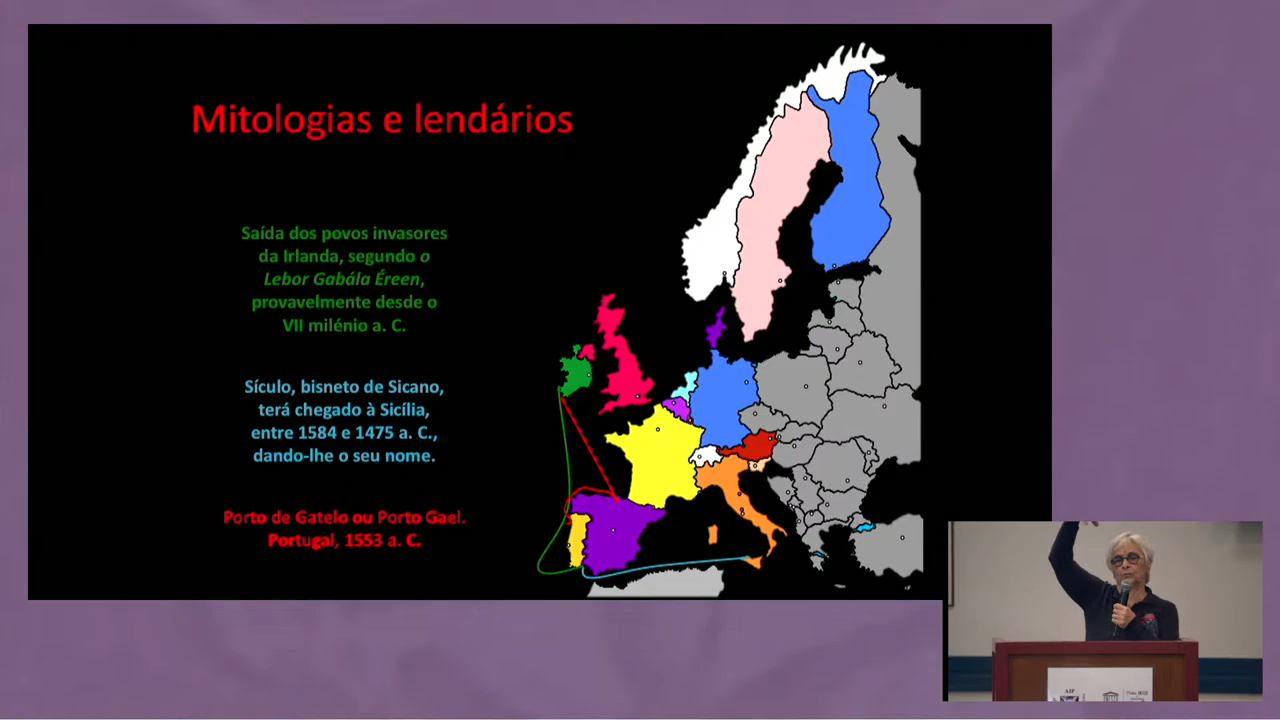 Mitologias e lendários
Saída dos povos invasores
da Irlanda, segundo o
Lebor Gabála Éreen,
provavelmente desde o
VII milénio a. C.
Sículo, bisneto de Sicano,
terá chegado à Sicília,
entre 1584 e 1475 a. C.,
dando-lhe o seu nome.
Porto de Gatelo ou Porto Gael.
Portugal, 1553 a. C.